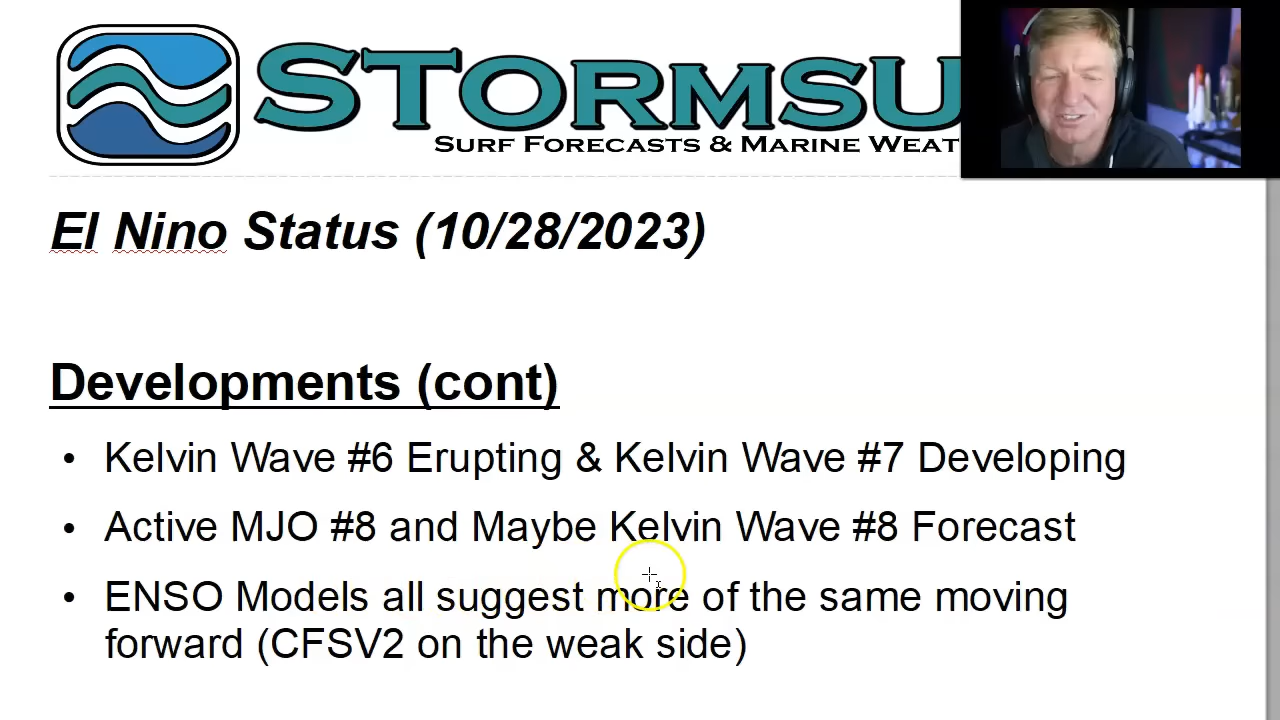 STORMSU
SURF FORECASTS & MARINE WEAT
El Nino Status (10/28/2023)
Developments (cont)
• Kelvin Wave #6 Erupting & Kelvin Wave #7 Developing
• Active MJO #8 and Maybe Kelvin Wave #8 Forecast
• ENSO Models all suggest more of the same moving
forward (CFSV2 on the weak side)